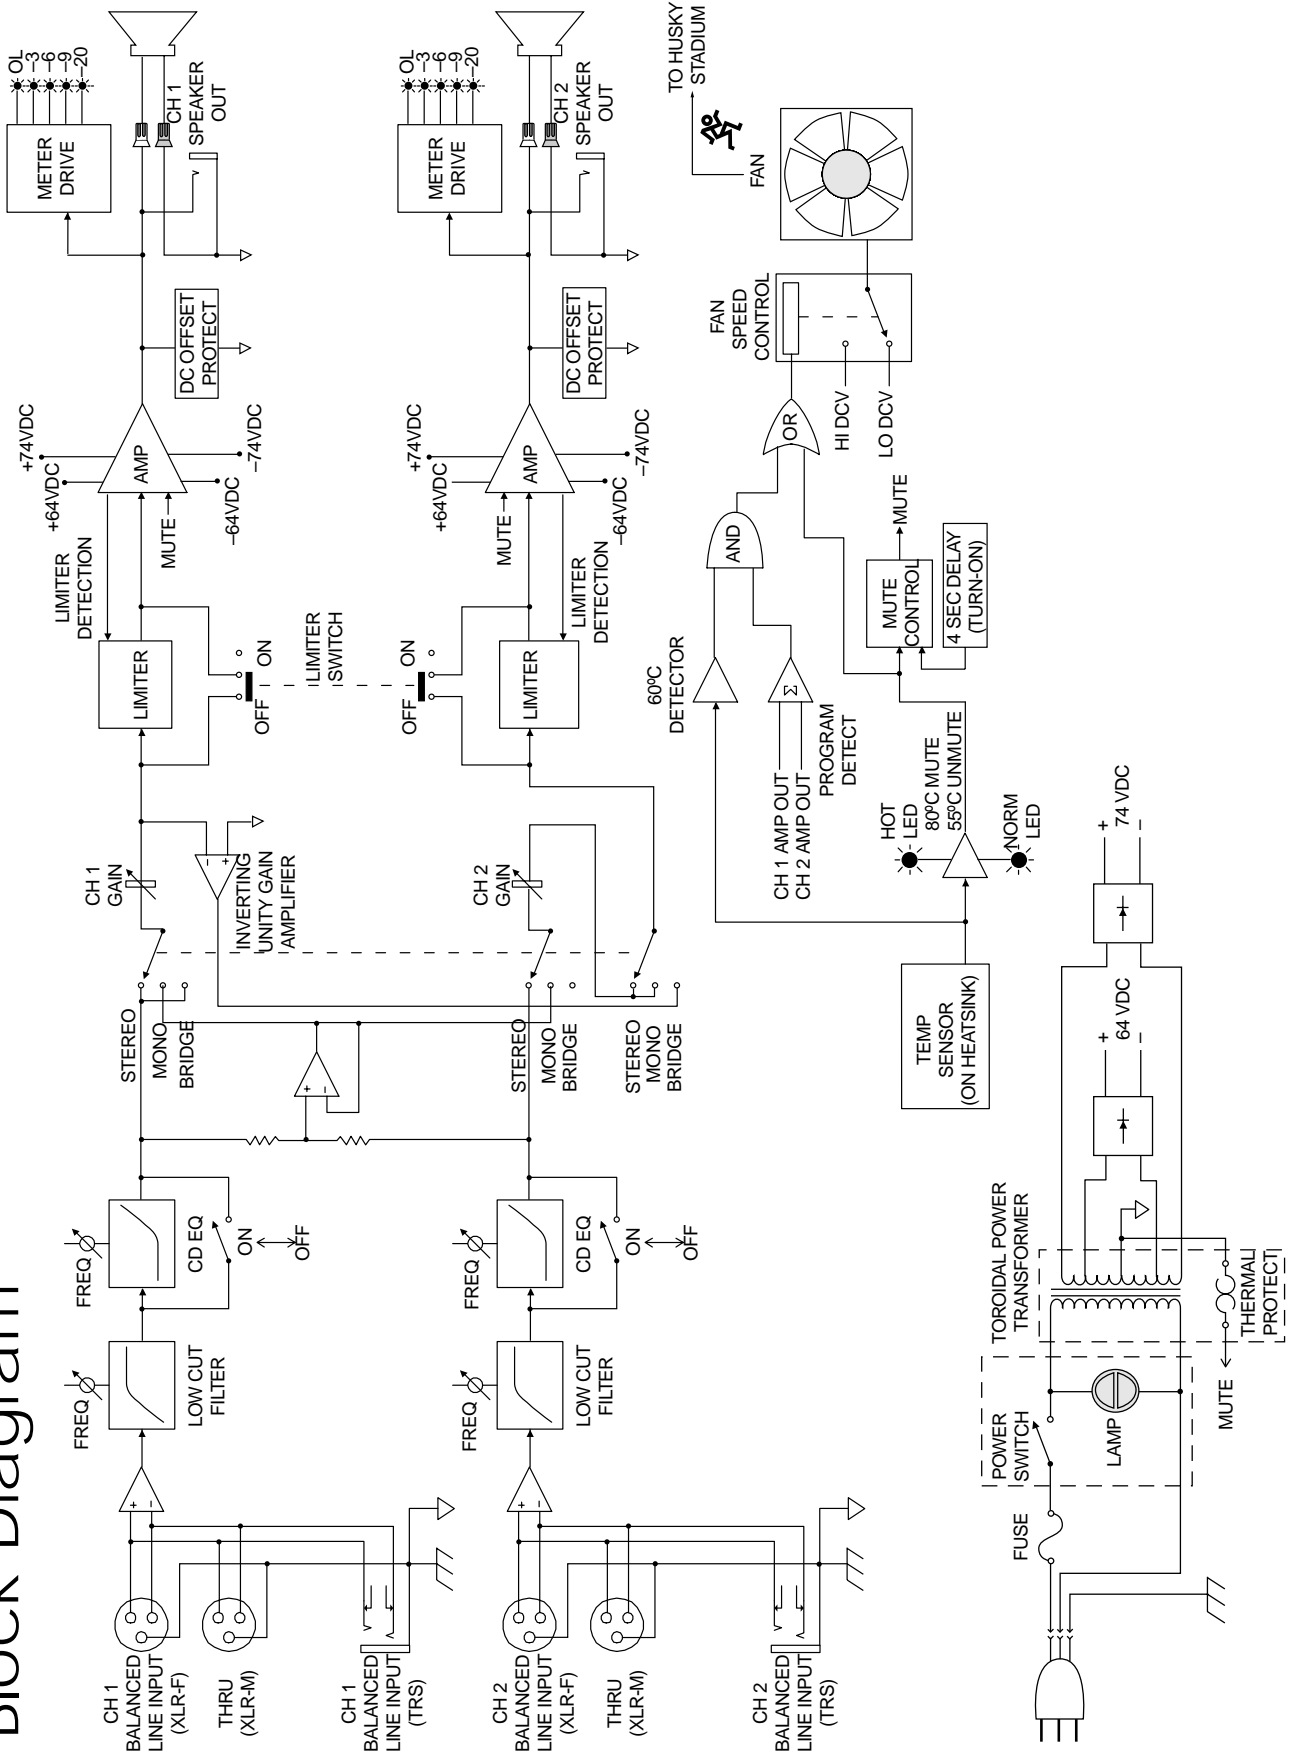 Block Diagram
CH 1
BALANCED
LINE INPUT
(XLR-F)
THRU
(XLR-M)
CH 1
BALANCED
LINE INPUT
(TRS)
+
–
FREQ
LOW CUT
FILTER
FREQ
CD EQ
ON
OFF
STEREO
MONO
BRIDGE
+
–
CH 1
GAIN
–
+
INVERTING
UNITY GAIN
AMPLIFIER
LIMITER
OFF
ON
LIMITER
SWITCH
LIMITER
DETECTION
MUTE
AMP
+64VDC
+74VDC
–64VDC
–74VDC
DC OFFSET
PROTECT
METER
DRIVE
OL
–3
–6
–9
–20
CH 1
SPEAKER
OUT
CH 2
BALANCED
LINE INPUT
(XLR-F)
THRU
(XLR-M)
CH 2
BALANCED
LINE INPUT
(TRS)
+
–
FREQ
LOW CUT
FILTER
FREQ
CD EQ
ON
OFF
STEREO
MONO
BRIDGE
STEREO
MONO
BRIDGE
CH 2
GAIN
OFF
ON
LIMITER
LIMITER
DETECTION
MUTE
AMP
+64VDC
+74VDC
–64VDC
–74VDC
DC OFFSET
PROTECT
METER
DRIVE
OL
–3
–6
–9
–20
CH 2
SPEAKER
OUT
TEMP
SENSOR
(ON HEATSINK)
HOT
LED
80ºC MUTE
55ºC UNMUTE
NORM
LED
60ºC
DETECTOR
CH 1 AMP OUT
CH 2 AMP OUT
PROGRAM
DETECT
Σ
AND
OR
MUTE
CONTROL
MUTE
4 SEC DELAY
(TURN-ON)
HI DCV
LO DCV
FAN
SPEED
CONTROL
FAN
TO HUSKY
STADIUM
FUSE
POWER
SWITCH
LAMP
TOROIDAL POWER
TRANSFORMER
THERMAL
PROTECT
MUTE
+
64 VDC
–
+
74 VDC
–